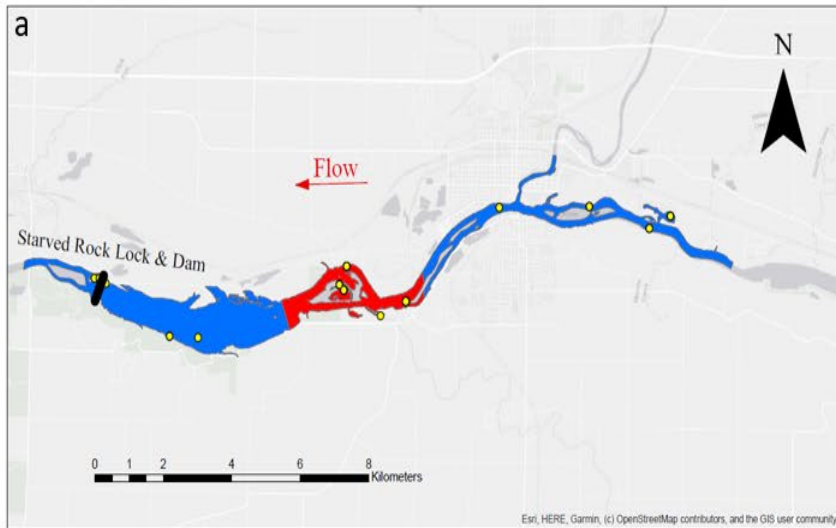 a
N
Flow
Starved Rock Lock & Dam
0 1 2 4 6 8
Kilometers
Esri, HERE, Garmin, (c) OpenStreetMap contributors, and the GIS user community